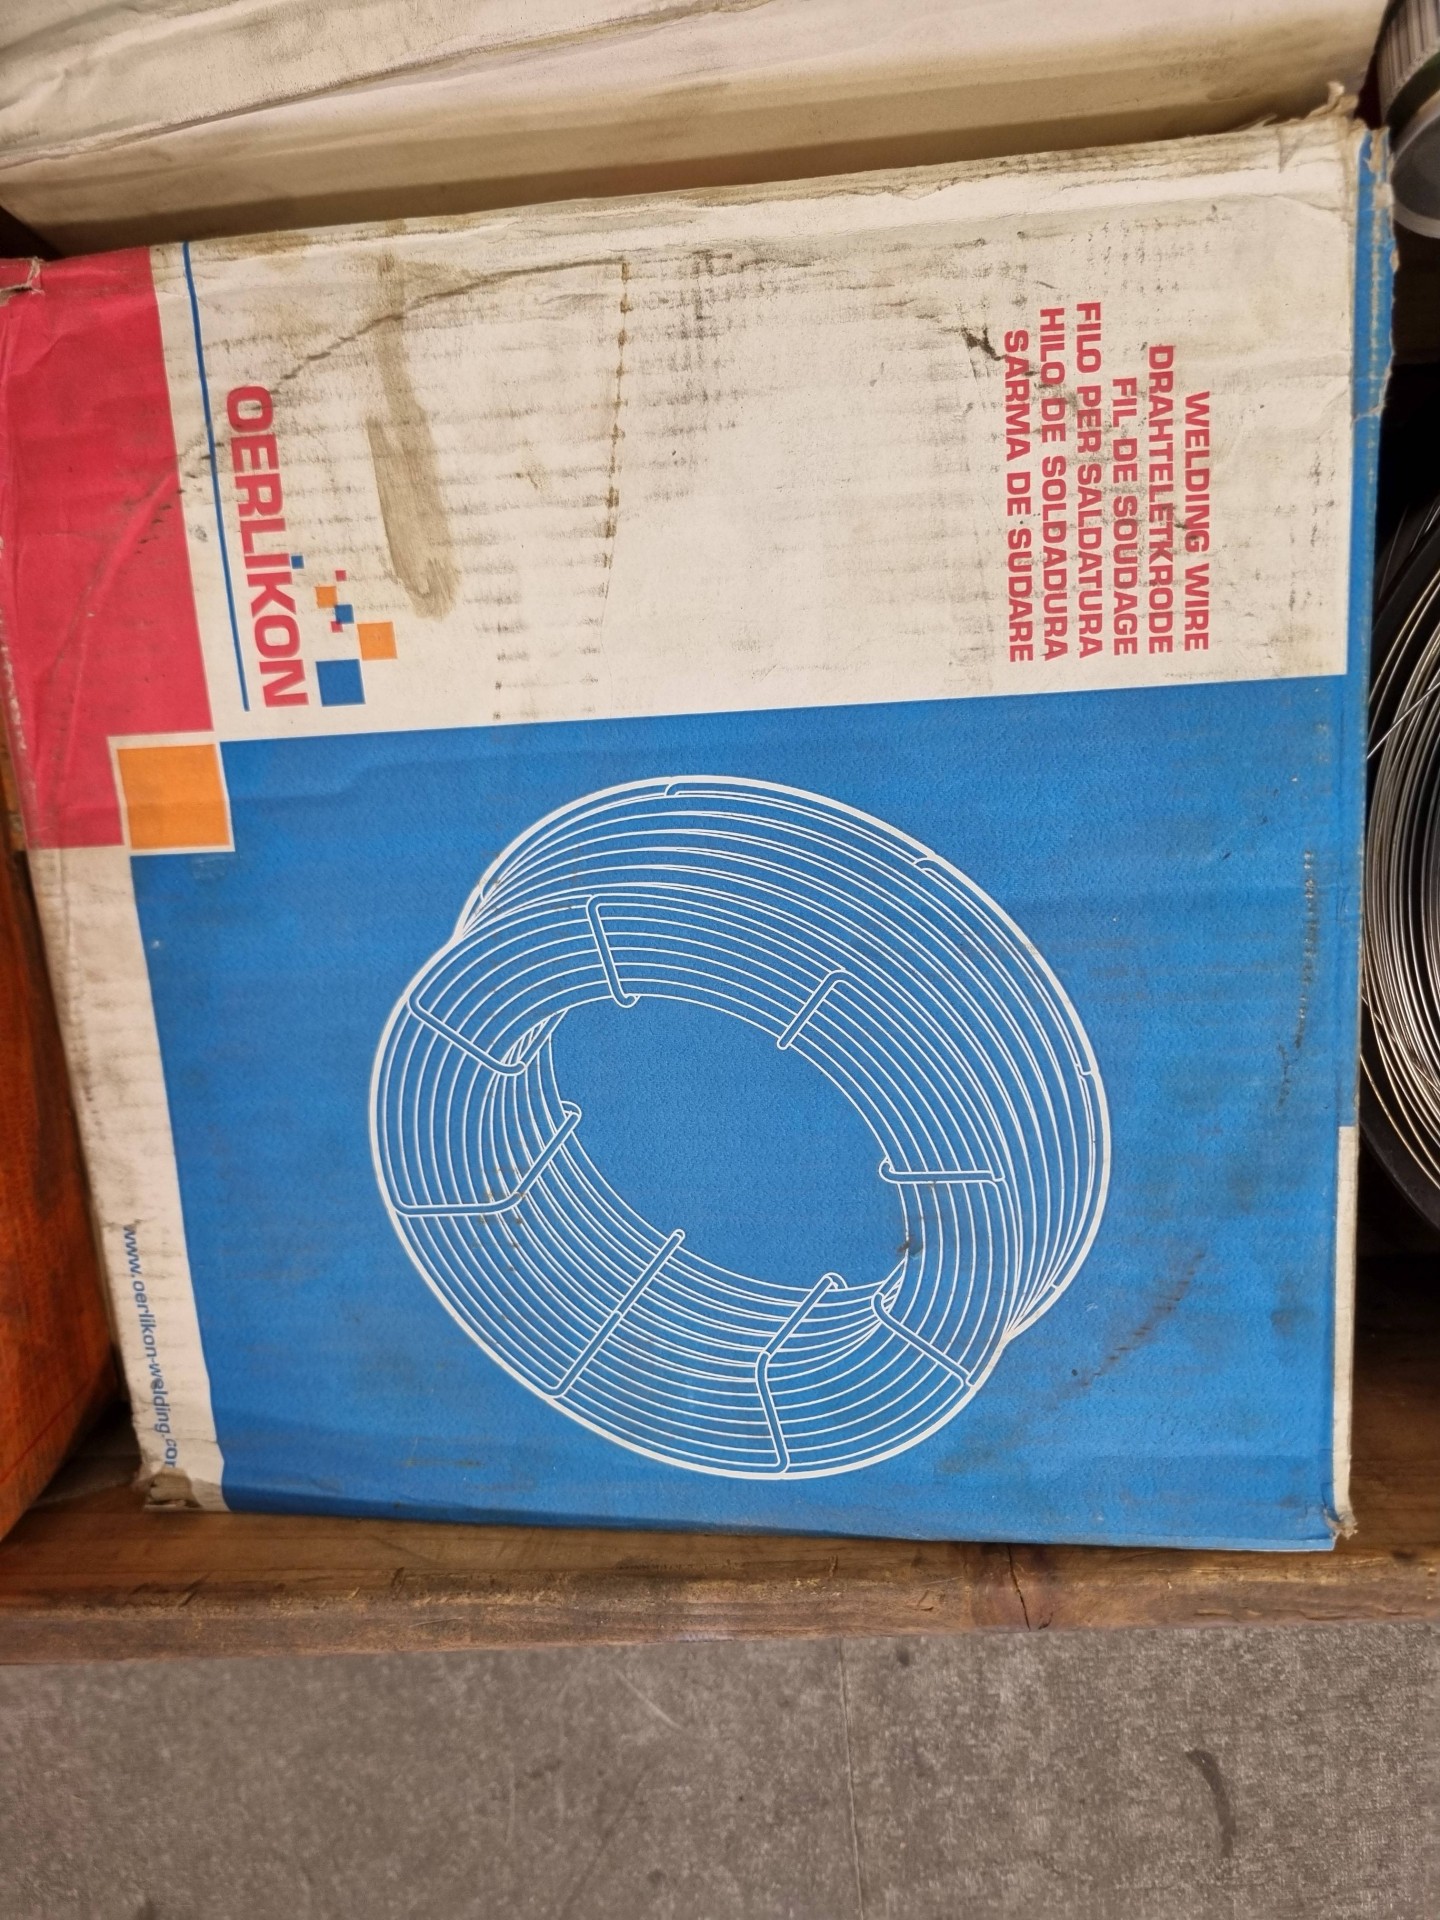 WELDING WIRE
DRAHTELETKRODE
FIL DE SOUDAGE
FILO PER SALDATURA
HILO DE SOLDADURA
SARMA DE SUDARE
OERLIKON
www.oerlikon-welding.com